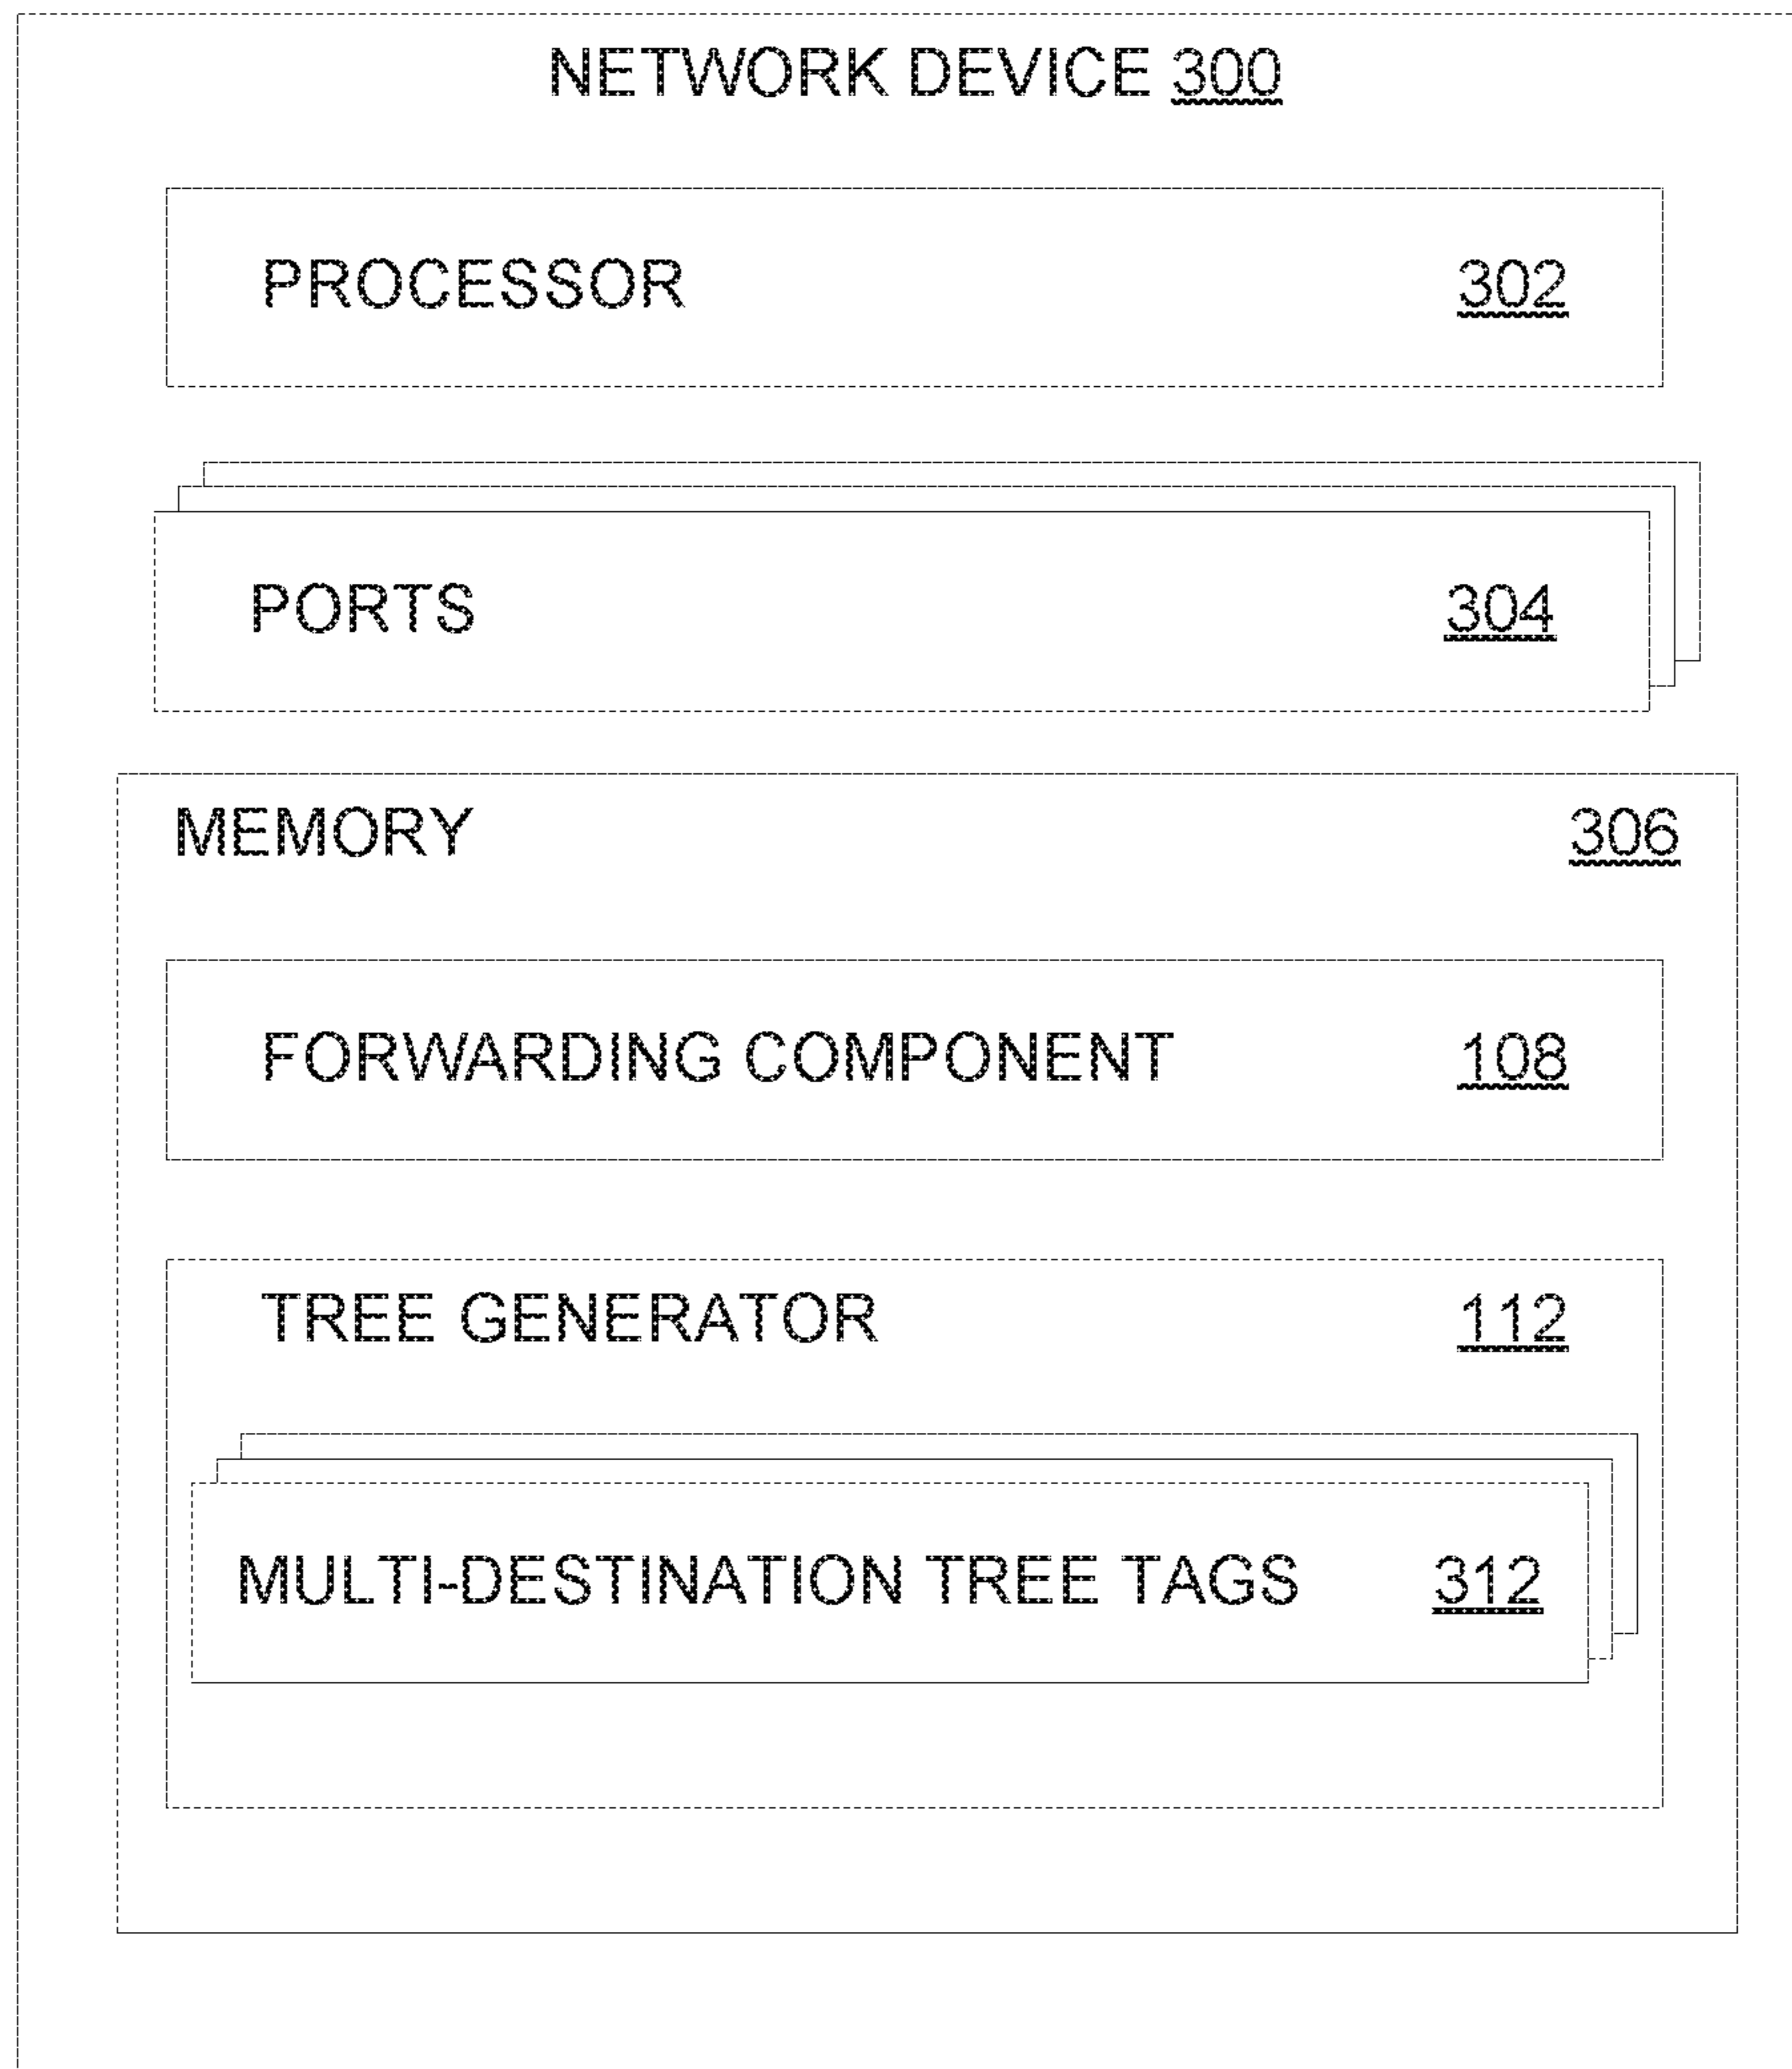 NETWORK DEVICE 300
PROCESSOR 302
PORTS 304
MEMORY 306
FORWARDING COMPONENT 108
TREE GENERATOR 112
MULTI-DESTINATION TREE TAGS 312